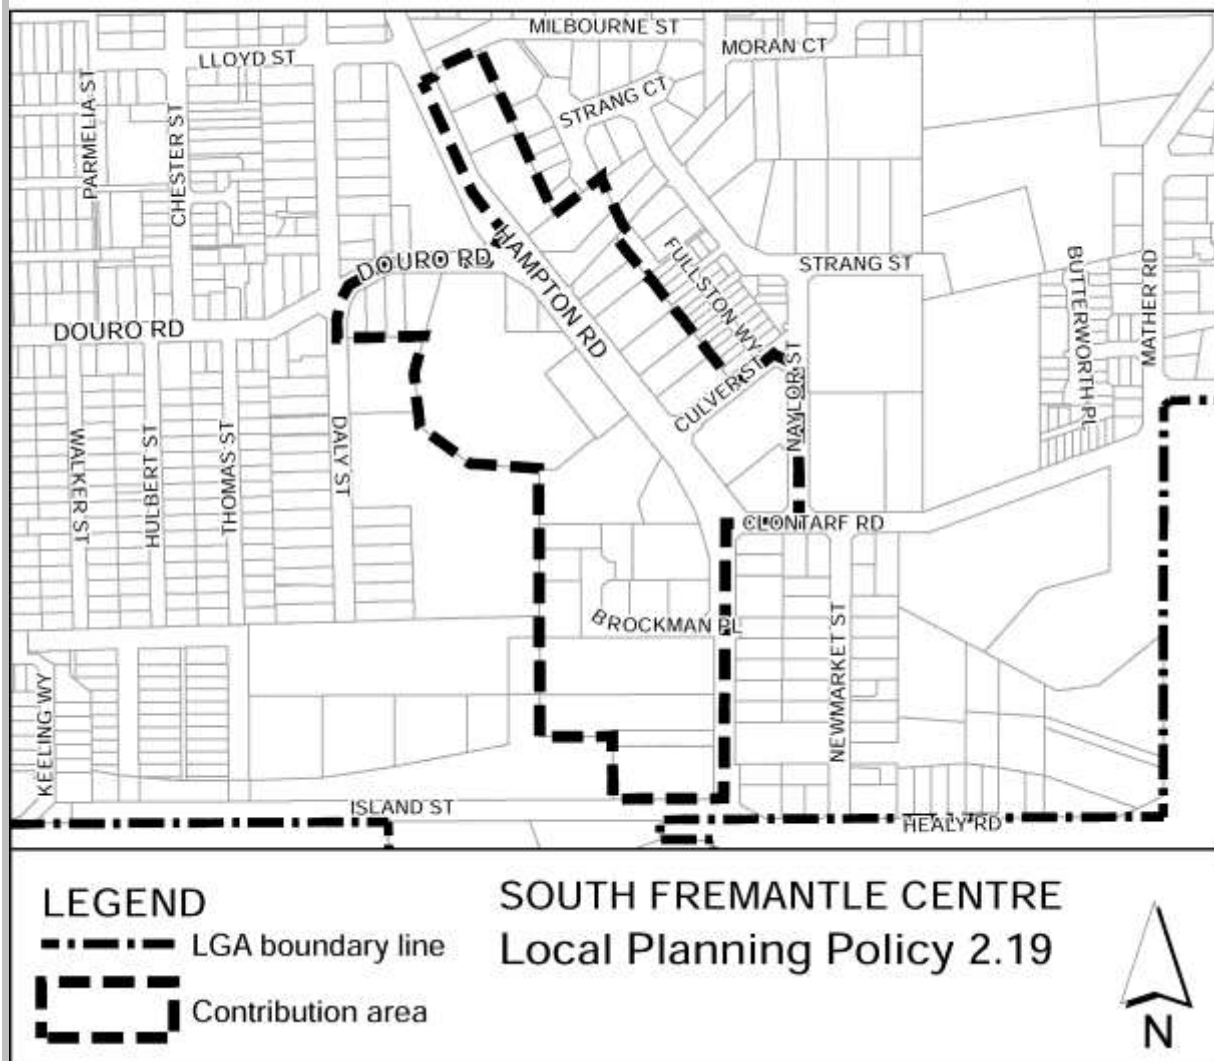 MILBOURNE ST
MORAN CT
LLOYD ST
PARMELIA ST
CHESTER ST
STRANG CT
DOURO RD
HAMPTON RD
FULLSTON WY
STRANG ST
BUTTERWORTH PL
MATHER RD
DOURO RD
CULVER ST
NAYLOR ST
WALKER ST
HULBERT ST
THOMAS ST
DALY ST
CLONTARF RD
BROCKMAN PL
NEWMARKET ST
KEELING WY
ISLAND ST
HEALY RD
LEGEND
LGA boundary line
Contribution area
SOUTH FREMANTLE CENTRE
Local Planning Policy 2.19
N